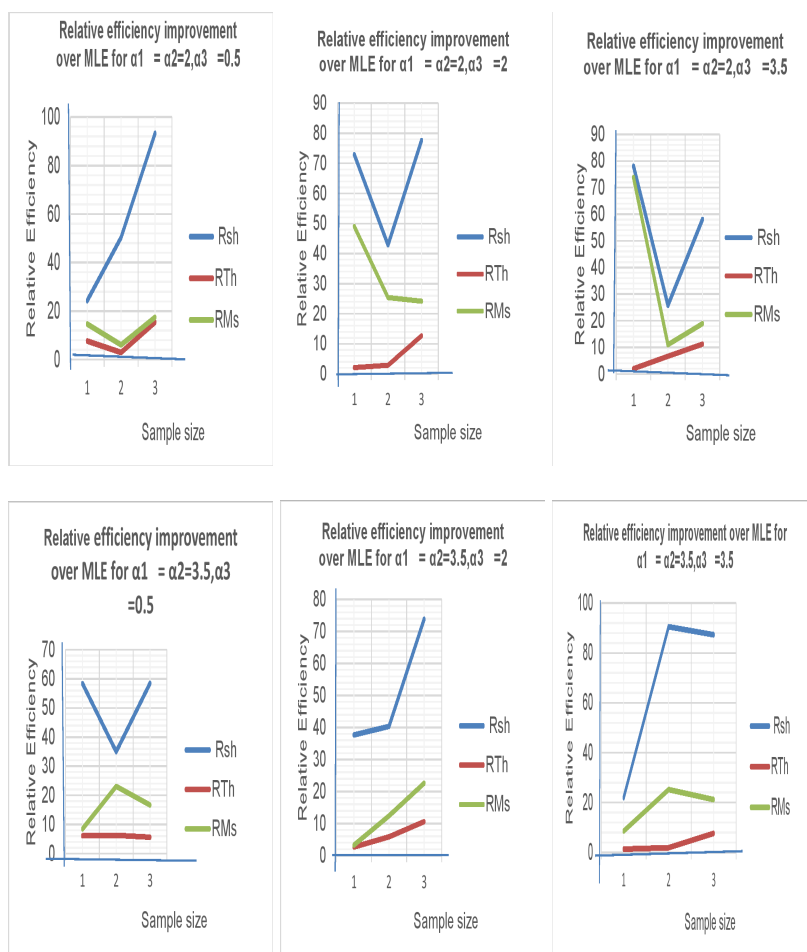 Relative efficiency improvement
over MLE for α1 = α2=2,α3 =0.5
100
80
60
40
20
0
Relative Efficiency
1 2 3
Sample size
Rsh
RTh
RMs
Relative efficiency improvement
over MLE for α1 = α2=2,α3 =2
90
80
70
60
50
40
30
20
10
0
Relative Efficiency
1 2 3
Sample size
Rsh
RTh
RMs
Relative efficiency improvement
over MLE for α1 = α2=2,α3 =3.5
90
80
70
60
50
40
30
20
10
0
Relative Efficiency
1 2 3
Sample size
Rsh
RTh
RMs
Relative efficiency improvement
over MLE for α1 = α2=3.5,α3
=0.5
70
60
50
40
30
20
10
0
Relative Efficiency
1 2 3
Sample size
Rsh
RTh
RMs
Relative efficiency improvement
over MLE for α1 = α2=3.5,α3 =2
80
70
60
50
40
30
20
10
0
Relative Efficiency
1 2 3
Sample size
Rsh
RTh
RMs
Relative efficiency improvement over MLE for
α1 = α2=3.5,α3 =3.5
100
80
60
40
20
0
Relative Efficiency
1 2 3
Sample size
Rsh
RTh
RMs